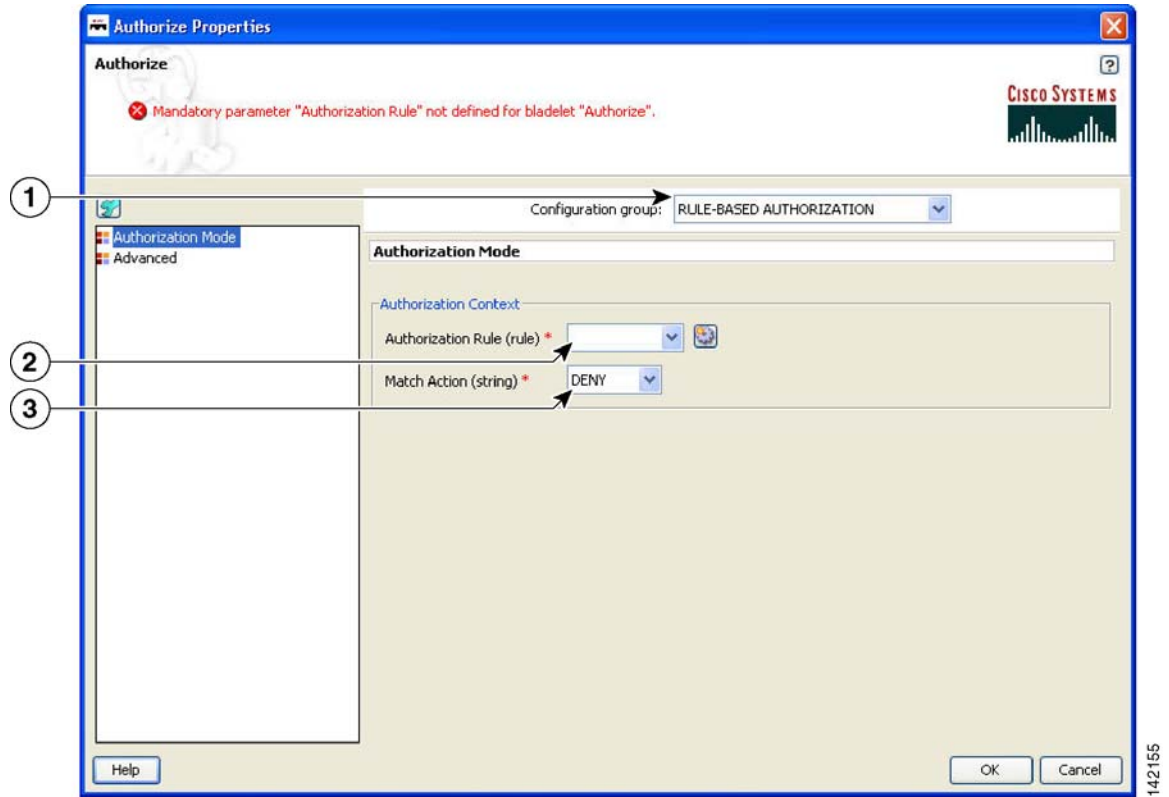 Authorize Properties
Authorize
?
Mandatory parameter "Authorization Rule" not defined for bladelet "Authorize".
CISCO SYSTEMS
1
Configuration group: RULE-BASED AUTHORIZATION
Authorization Mode
Advanced
Authorization Mode
Authorization Context
Authorization Rule (rule) *
2
Match Action (string) * DENY
3
Help
OK
Cancel
142155